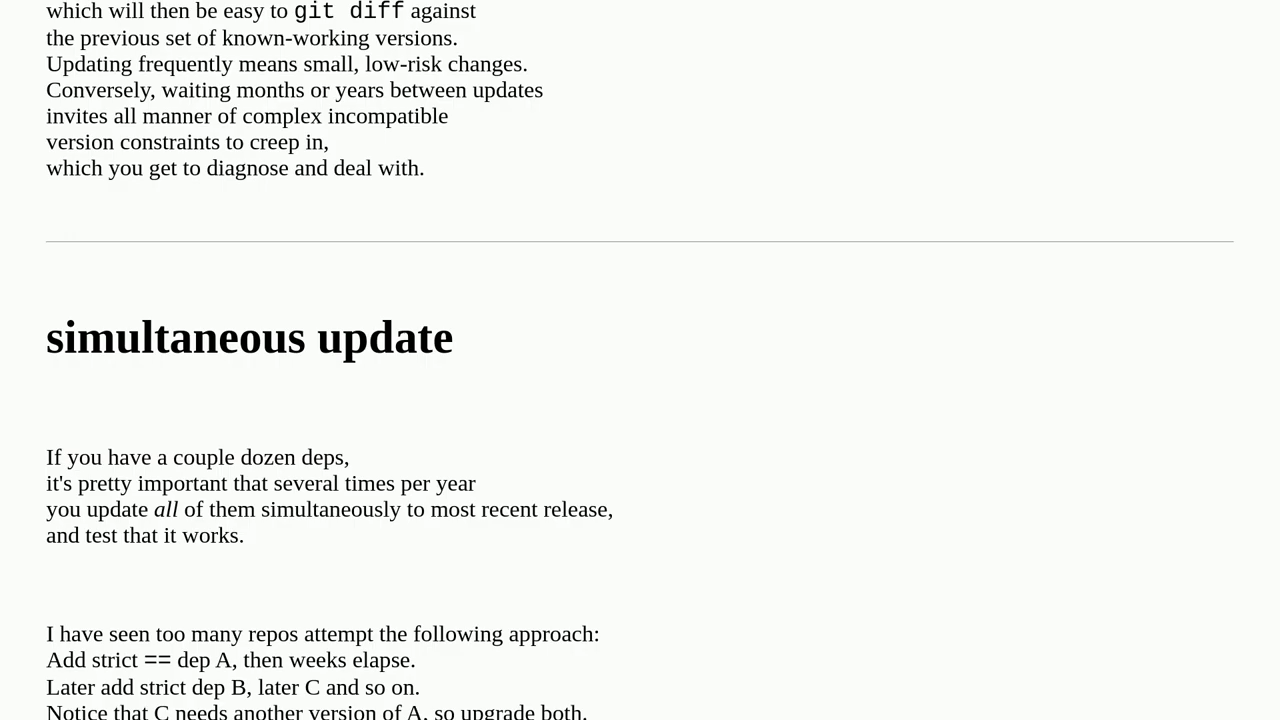 which will then be easy to git diff against
the previous set of known-working versions.
Updating frequently means small, low-risk changes.
Conversely, waiting months or years between updates
invites all manner of complex incompatible
version constraints to creep in,
which you get to diagnose and deal with.
simultaneous update
If you have a couple dozen deps,
it's pretty important that several times per year
you update all of them simultaneously to most recent release,
and test that it works.
I have seen too many repos attempt the following approach:
Add strict == dep A, then weeks elapse.
Later add strict dep B, later C and so on.
Notice that C needs another version of A, so upgrade both.